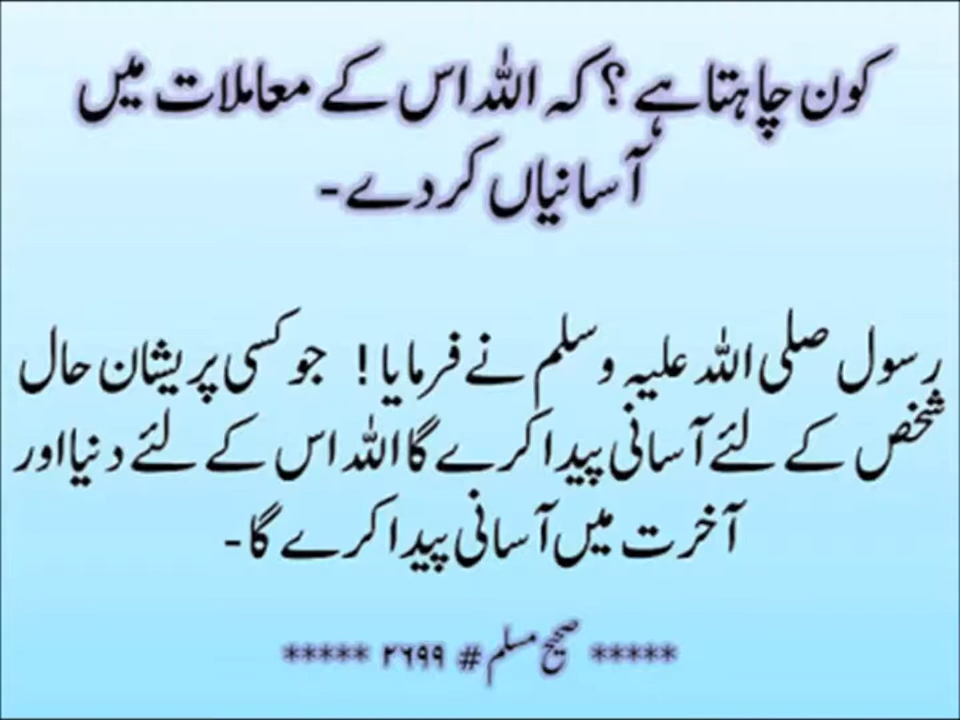 کون چاہتا ہے؟ کہ اللہ اس کے معاملات میں
آسانیاں کر دے-
رسول صلی اللہ علیہ وسلم نے فرمایا! جو کسی پریشان حال
شخص کے لئے آسانی پیدا کرے گا اللہ اس کے لئے دنیا اور
آخرت میں آسانی پیدا کرے گا-
***** صحیح مسلم # ۲۶۹۹ *****